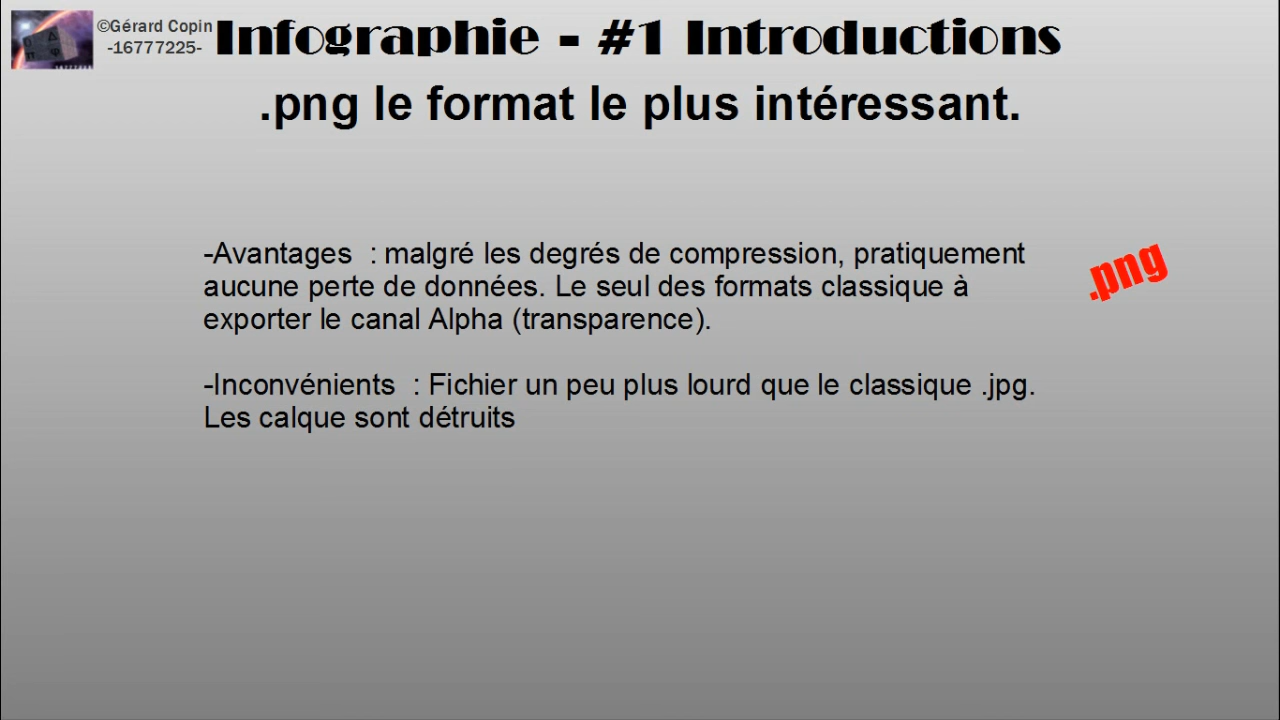 ©Gérard Copin
-16777225-
Infographie - #1 Introductions
.png le format le plus intéressant.
-Avantages  : malgré les degrés de compression, pratiquement
aucune perte de données. Le seul des formats classique à
exporter le canal Alpha (transparence).
.png
-Inconvénients  : Fichier un peu plus lourd que le classique .jpg.
Les calque sont détruits